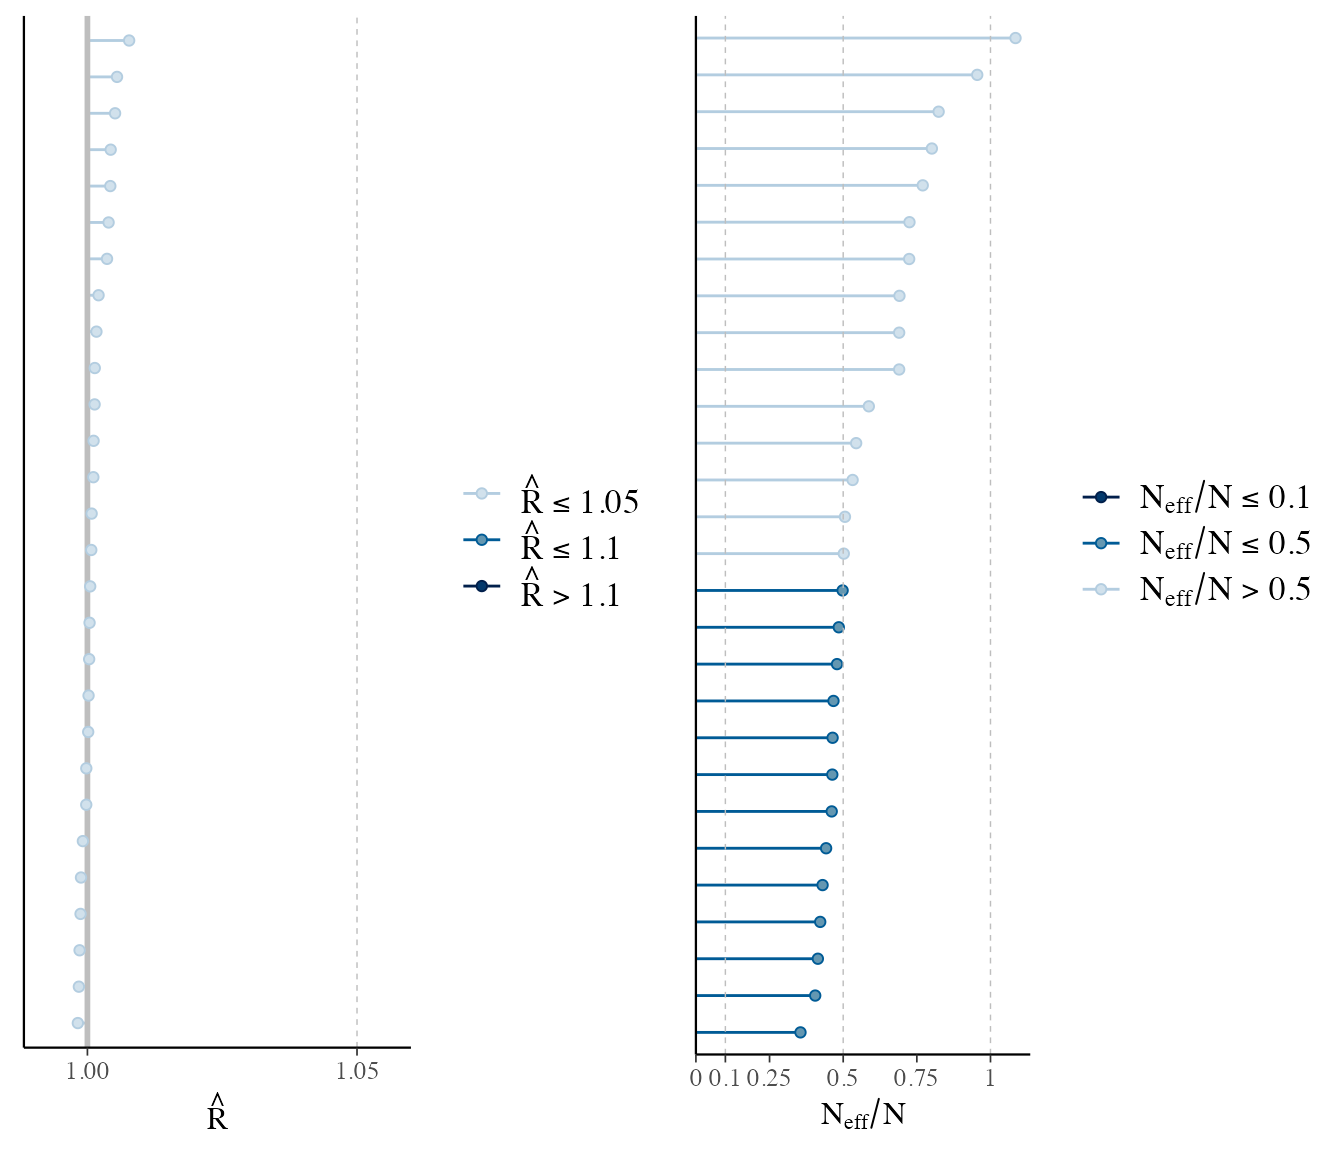 R̂ ≤ 1.05
R̂ ≤ 1.1
R̂ > 1.1
1.00 1.05
R̂
Neff/N ≤ 0.1
Neff/N ≤ 0.5
Neff/N > 0.5
0 0.1 0.25 0.5 0.75 1
Neff/N